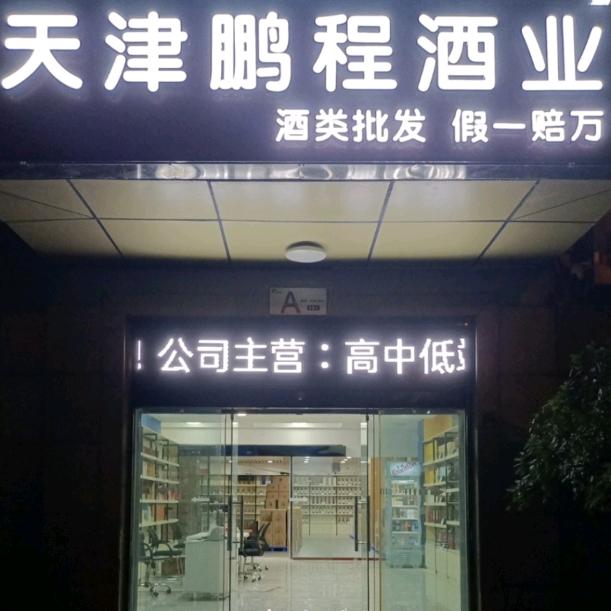 天津鹏程酒业
酒类批发 假一赔万
A
！公司主营：高中低